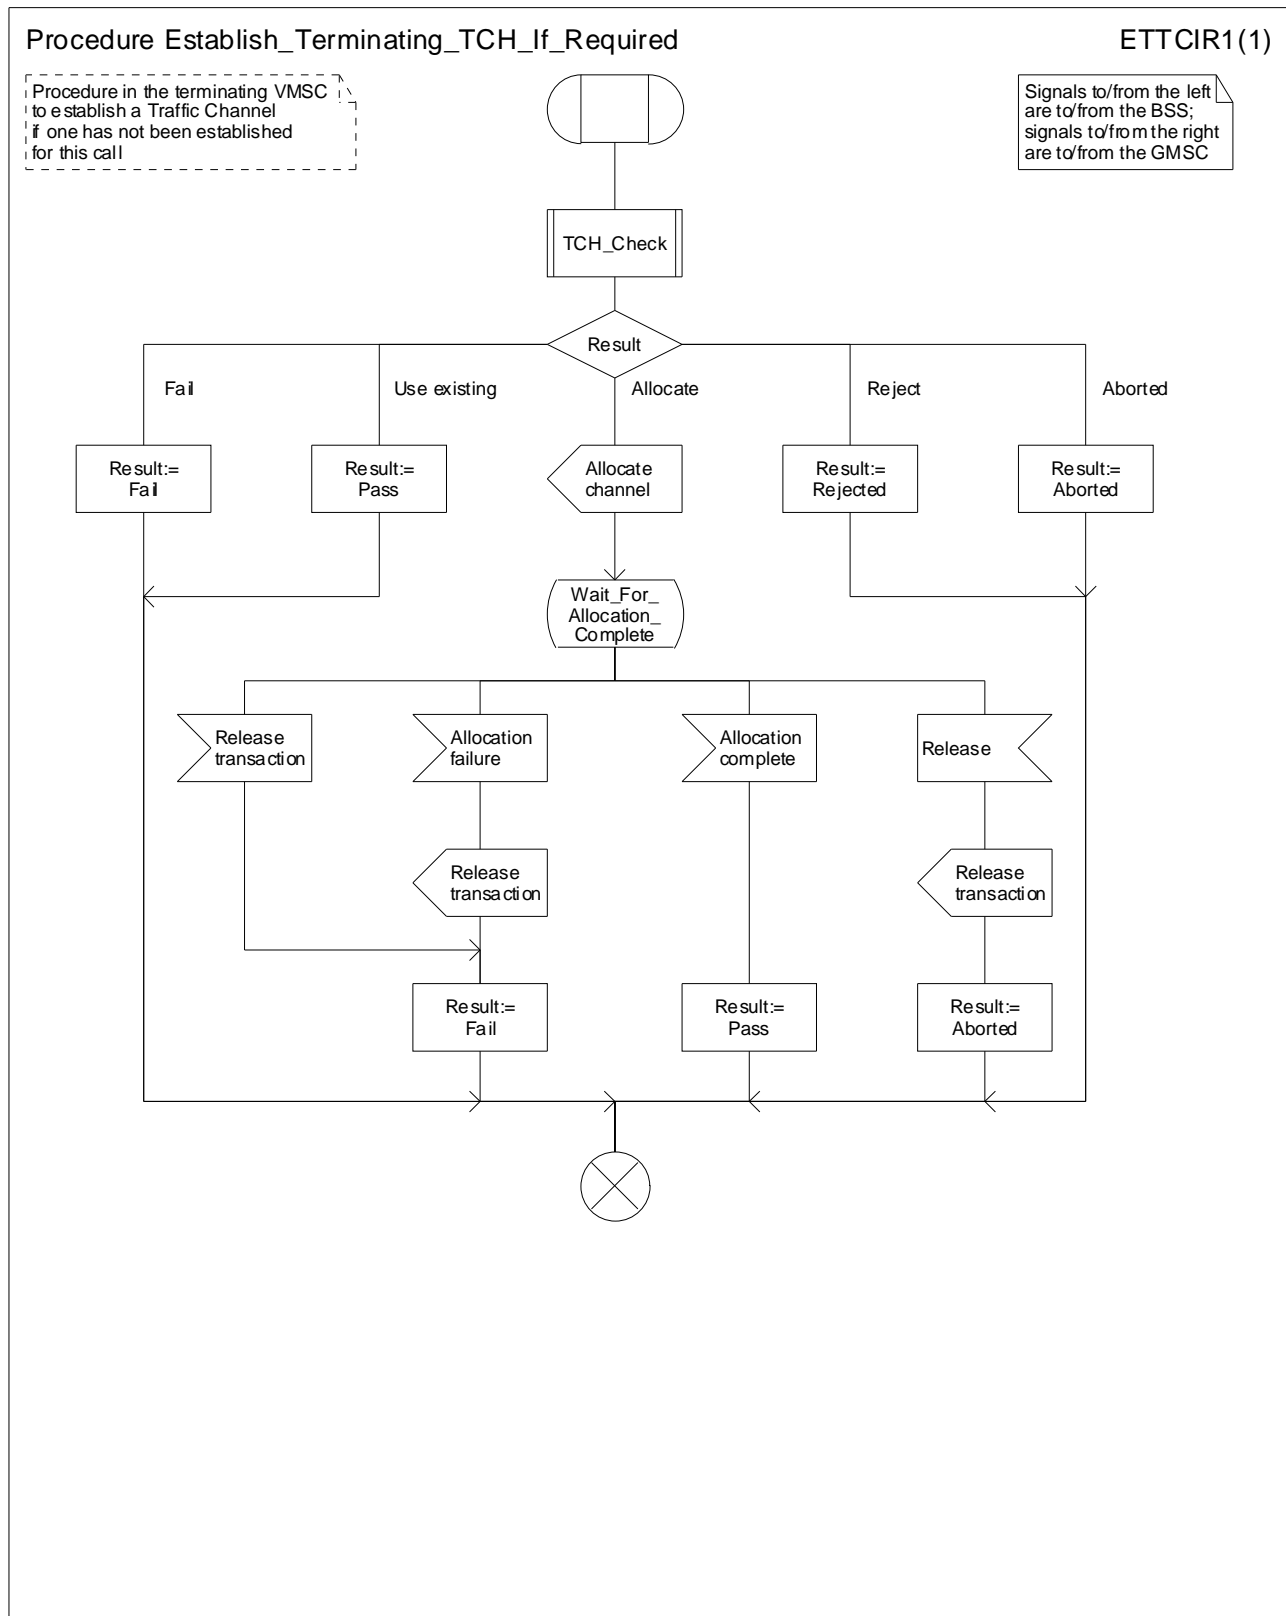 Procedure Establish_Terminating_TCH_If_Required
ETTCIR1(1)
Procedure in the terminating VMSC
to establish a Traffic Channel
if one has not been established
for this call
Signals to/from the left
are to/from the BSS;
signals to/from the right
are to/from the GMSC
TCH_Check
Result
Fail
Use existing
Allocate
Reject
Aborted
Result:=
Fail
Result:=
Pass
Allocate
channel
Result:=
Rejected
Result:=
Aborted
Wait_For_
Allocation_
Complete
Release
transaction
Allocation
failure
Allocation
complete
Release
Release
transaction
Release
transaction
Result:=
Fail
Result:=
Pass
Result:=
Aborted